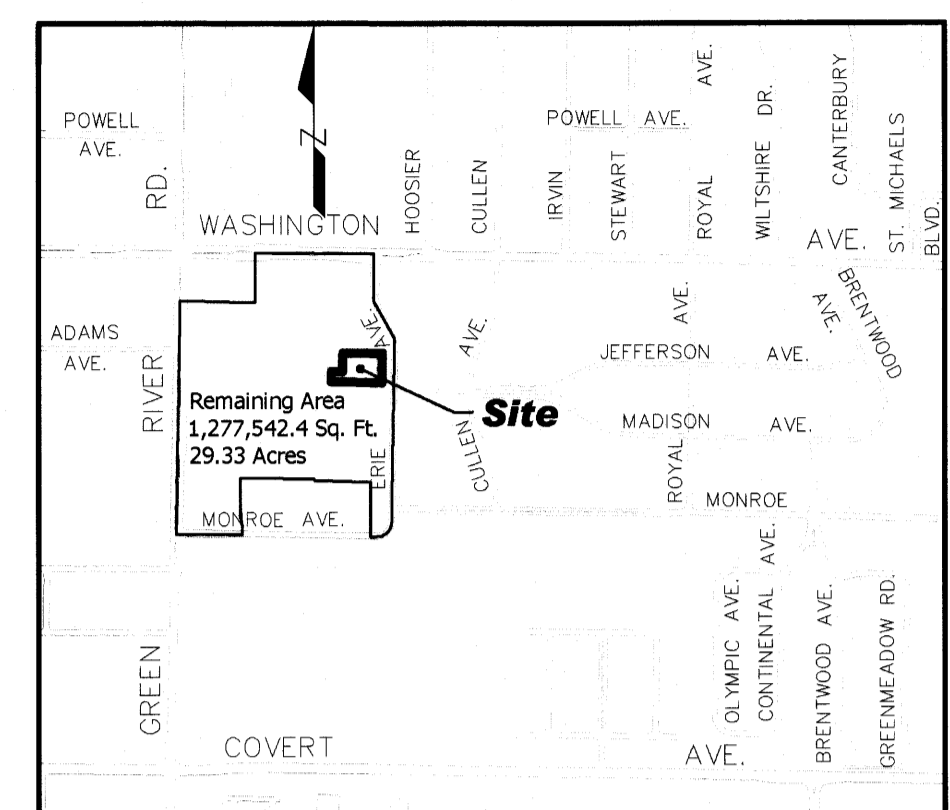 POWELL
AVE.
RD.
WASHINGTON
N
HOOSIER
CULLEN
IRVIN
STEWART
POWELL AVE.
ROYAL AVE.
WILTSHIRE DR.
CANTERBURY
ST. MICHAELS
BLVD.
AVE.
ADAMS
AVE.
RIVER
AVE.
ERIE
Remaining Area
1,277,542.4 Sq. Ft.
29.33 Acres
Site
AVE.
CULLEN
AVE.
JEFFERSON AVE.
AVE.
BRENTWOOD
MADISON AVE.
ROYAL
MONROE
AVE.
MONROE AVE.
GREEN
OLYMPIC AVE.
CONTINENTAL
BRENTWOOD AVE.
GREENMEADOW RD.
COVERT
AVE.